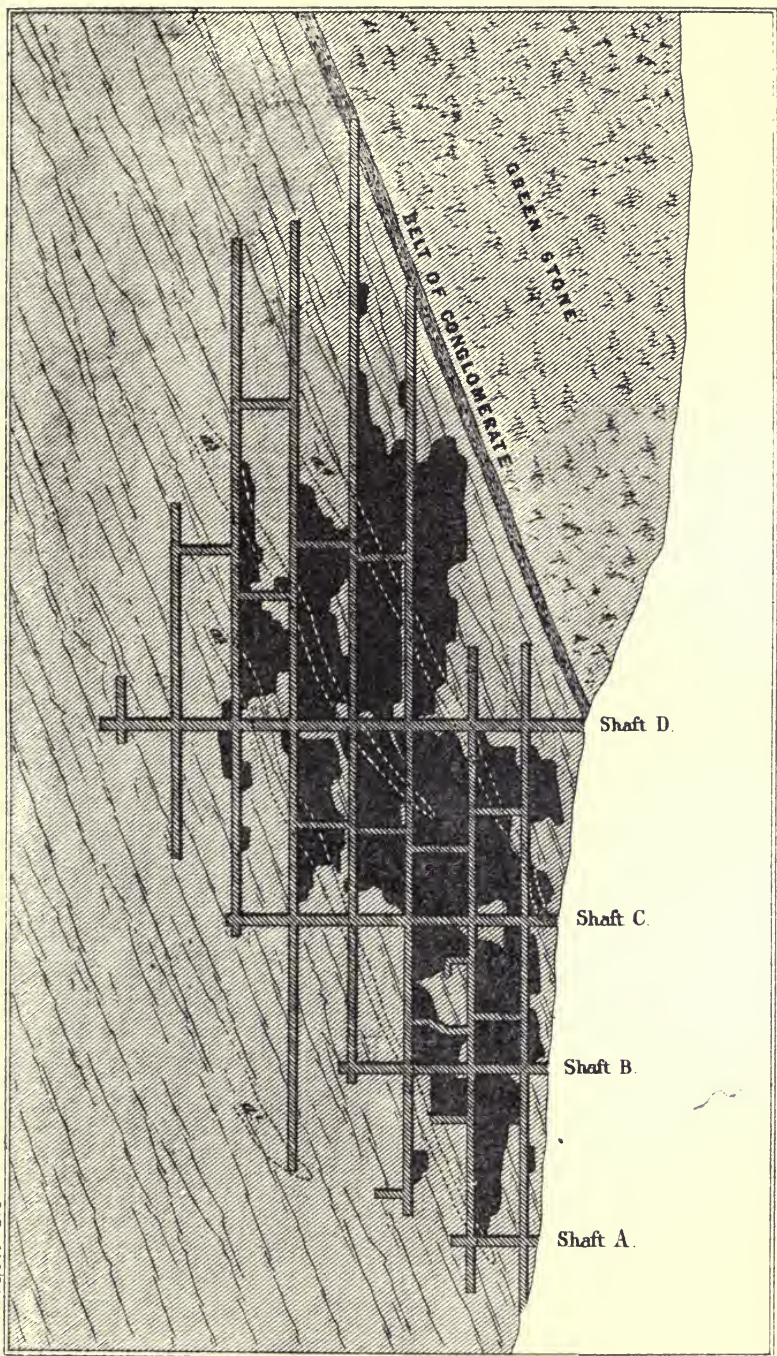 GREEN STONE
BELT OF CONGLOMERATE
Shaft D.
Shaft C.
Shaft B.
Shaft A.